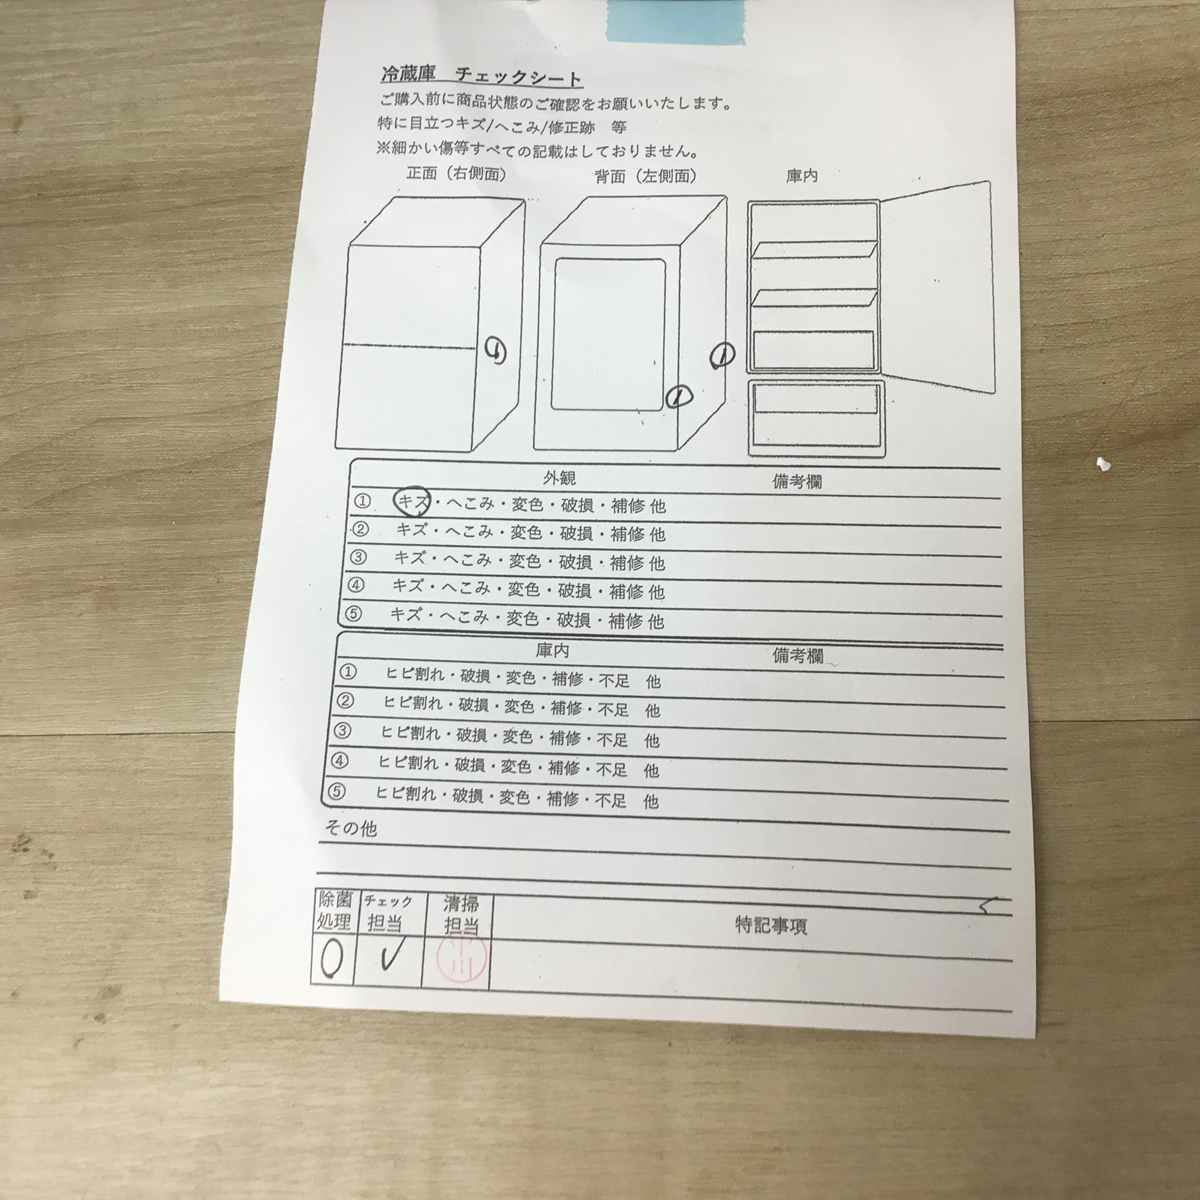 冷蔵庫　チェックシート
ご購入前に商品状態のご確認をお願いいたします。
特に目立つキズ/へこみ/修正跡　等
※細かい傷等すべての記載はしておりません。
正面（右側面）　背面（左側面）　庫内
①
①
①
外観　備考欄
①　キズ・へこみ・変色・破損・補修 他
②　キズ・へこみ・変色・破損・補修 他
③　キズ・へこみ・変色・破損・補修 他
④　キズ・へこみ・変色・破損・補修 他
⑤　キズ・へこみ・変色・破損・補修 他
庫内　備考欄
①　ヒビ割れ・破損・変色・補修・不足　他
②　ヒビ割れ・破損・変色・補修・不足　他
③　ヒビ割れ・破損・変色・補修・不足　他
④　ヒビ割れ・破損・変色・補修・不足　他
⑤　ヒビ割れ・破損・変色・補修・不足　他
その他
除菌処理　チェック担当　清掃担当　特記事項
○　✓